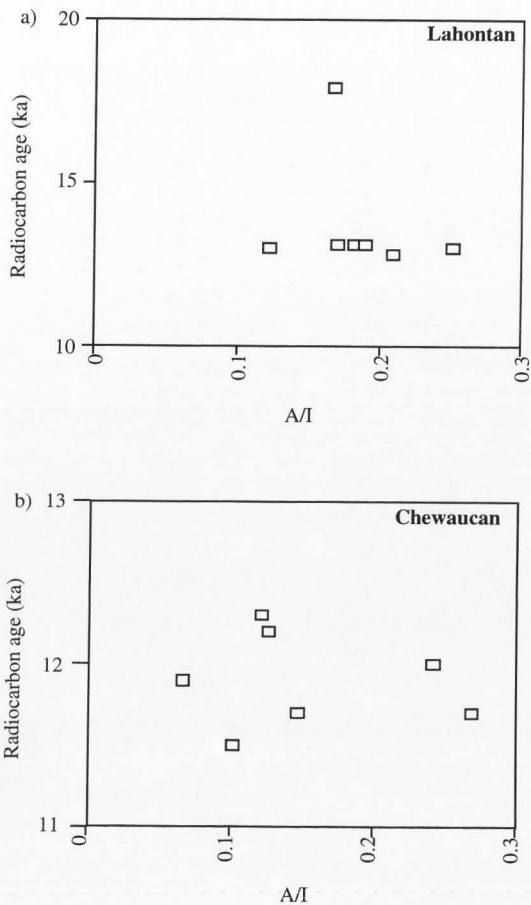 a)
Lahontan
Radiocarbon age (ka)
20
15
10
0
0.1
0.2
0.3
A/I
b)
Chewaucan
Radiocarbon age (ka)
13
12
11
0
0.1
0.2
0.3
A/I